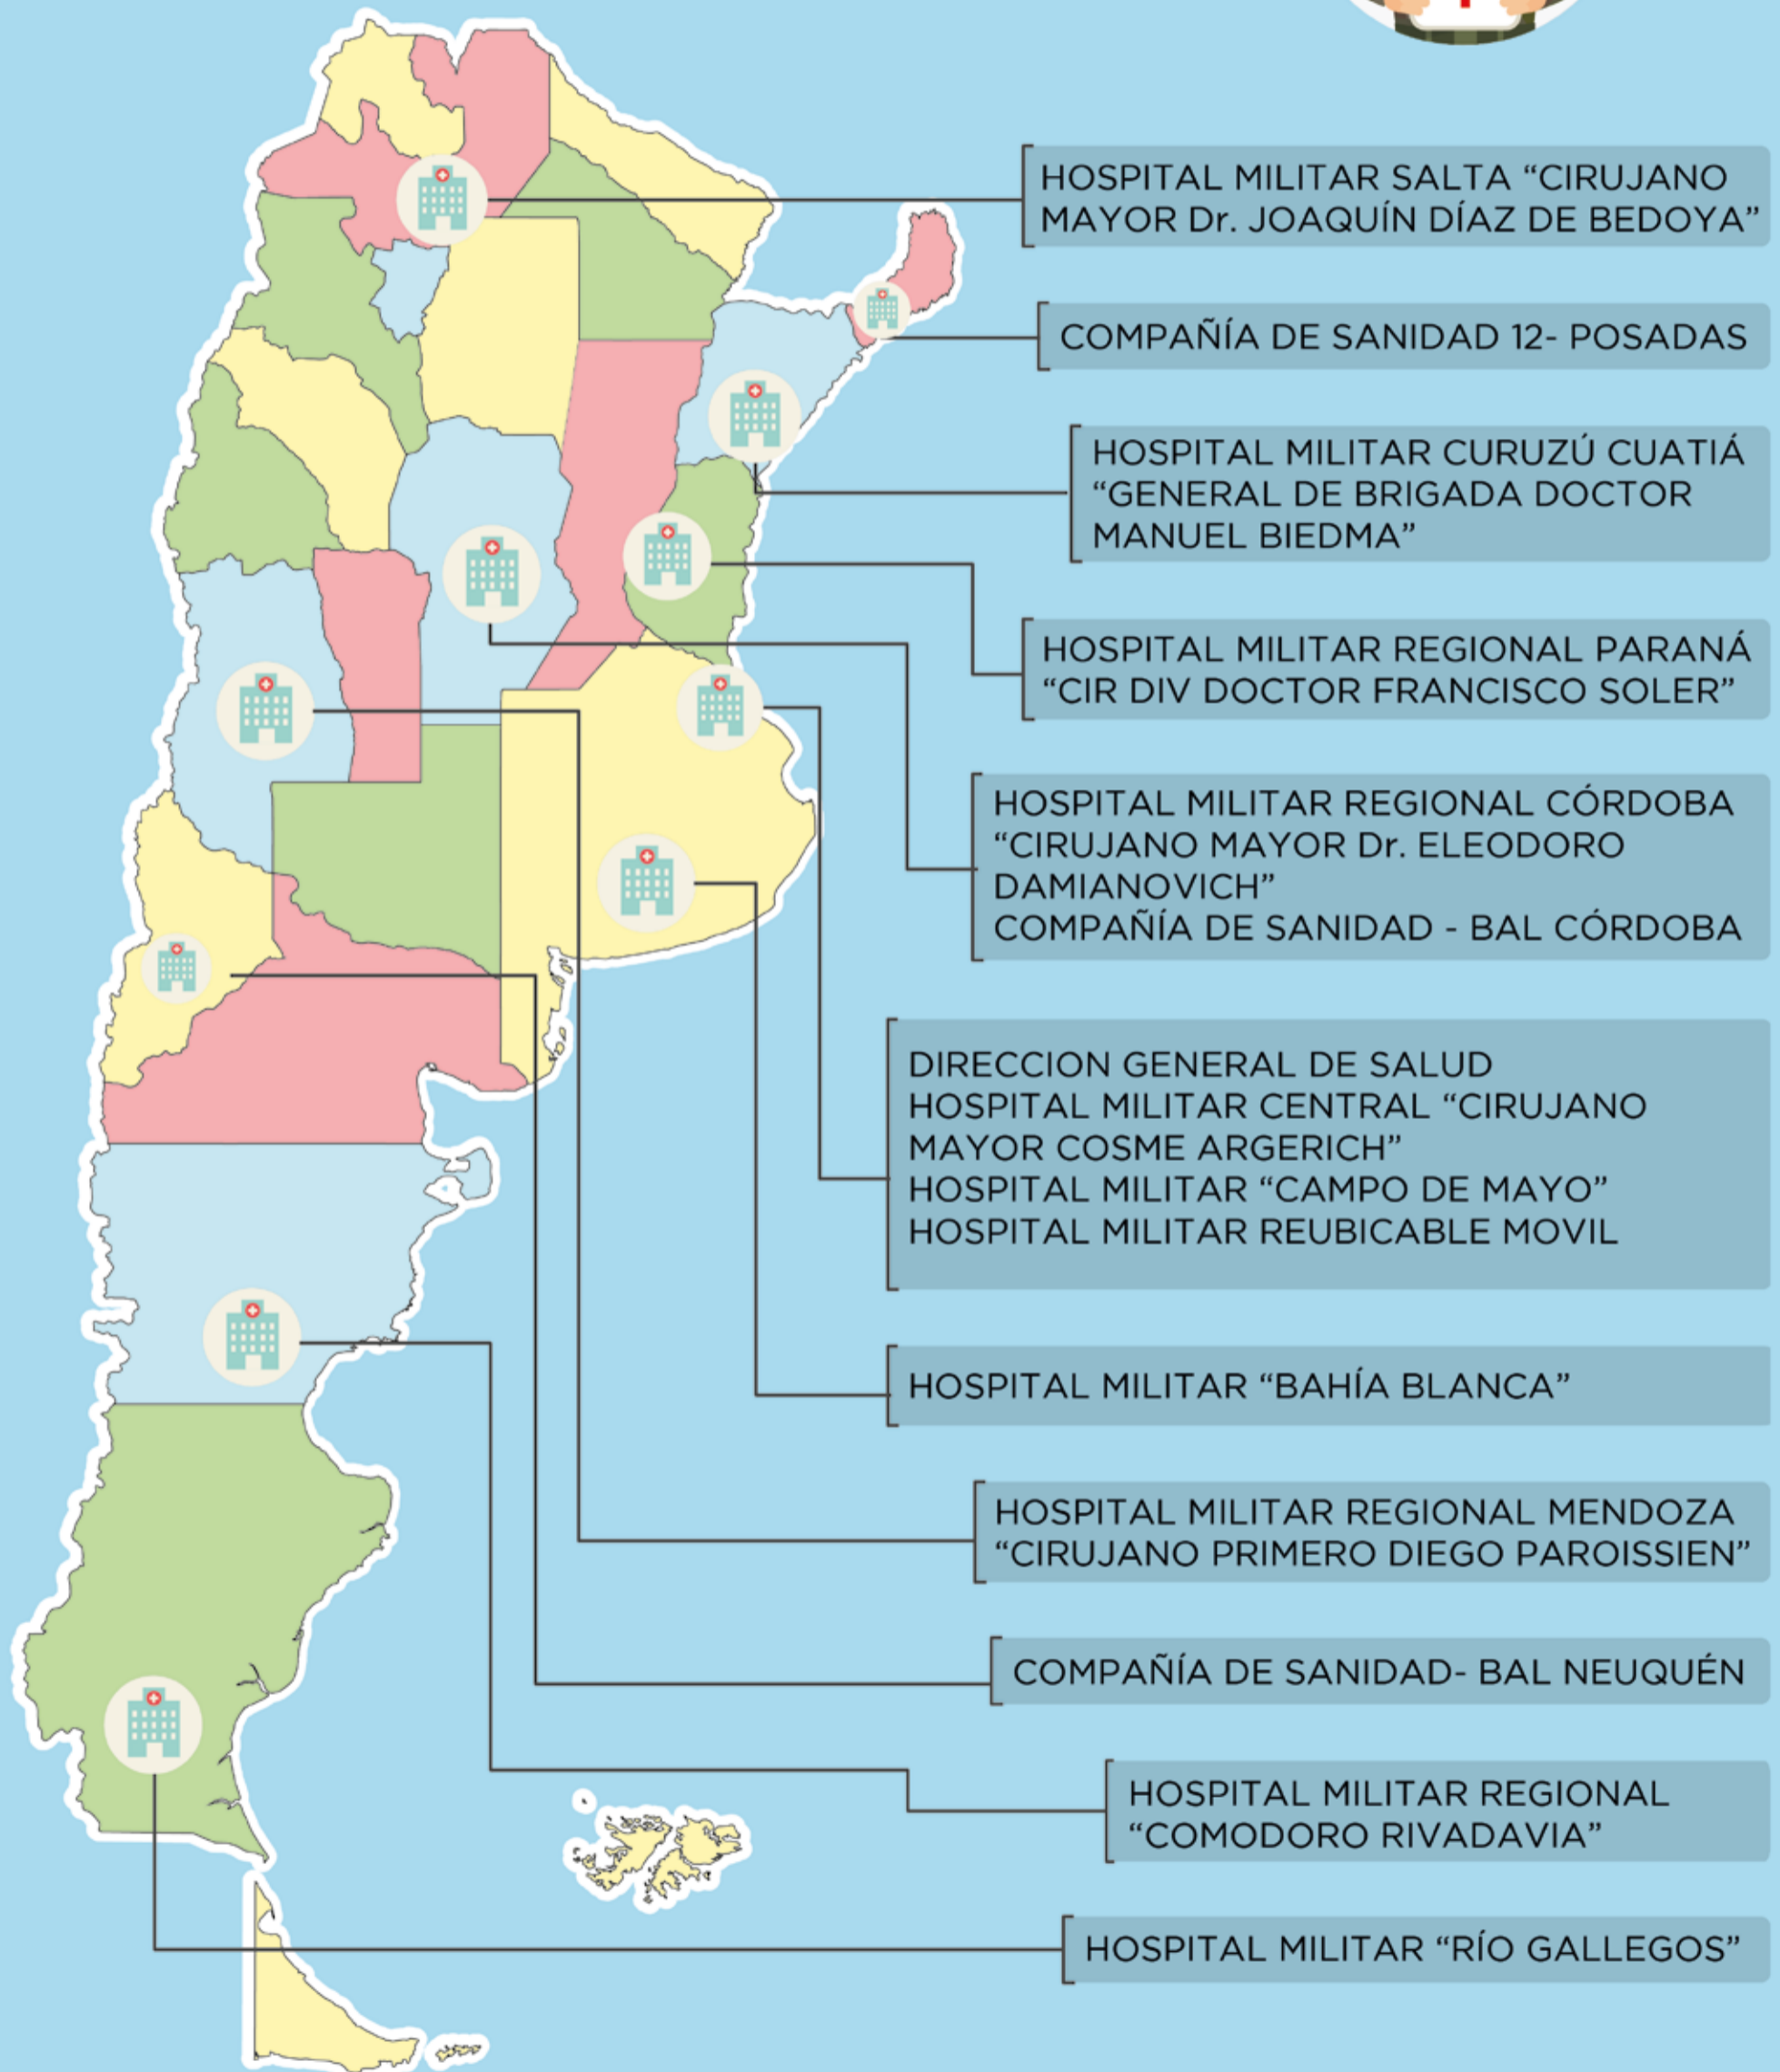 HOSPITAL MILITAR SALTA “CIRUJANO
MAYOR Dr. JOAQUÍN DÍAZ DE BEDOYA”
COMPAÑÍA DE SANIDAD 12- POSADAS
HOSPITAL MILITAR CURUZÚ CUATIÁ
“GENERAL DE BRIGADA DOCTOR
MANUEL BIEDMA”
HOSPITAL MILITAR REGIONAL PARANÁ
“CIR DIV DOCTOR FRANCISCO SOLER”
HOSPITAL MILITAR REGIONAL CÓRDOBA
“CIRUJANO MAYOR Dr. ELEODORO
DAMIANOVICH”
COMPAÑÍA DE SANIDAD - BAL CÓRDOBA
DIRECCION GENERAL DE SALUD
HOSPITAL MILITAR CENTRAL “CIRUJANO
MAYOR COSME ARGERICH”
HOSPITAL MILITAR “CAMPO DE MAYO”
HOSPITAL MILITAR REUBICABLE MOVIL
HOSPITAL MILITAR “BAHÍA BLANCA”
HOSPITAL MILITAR REGIONAL MENDOZA
“CIRUJANO PRIMERO DIEGO PAROISSIEN”
COMPAÑÍA DE SANIDAD- BAL NEUQUÉN
HOSPITAL MILITAR REGIONAL
“COMODORO RIVADAVIA”
HOSPITAL MILITAR “RÍO GALLEGOS”